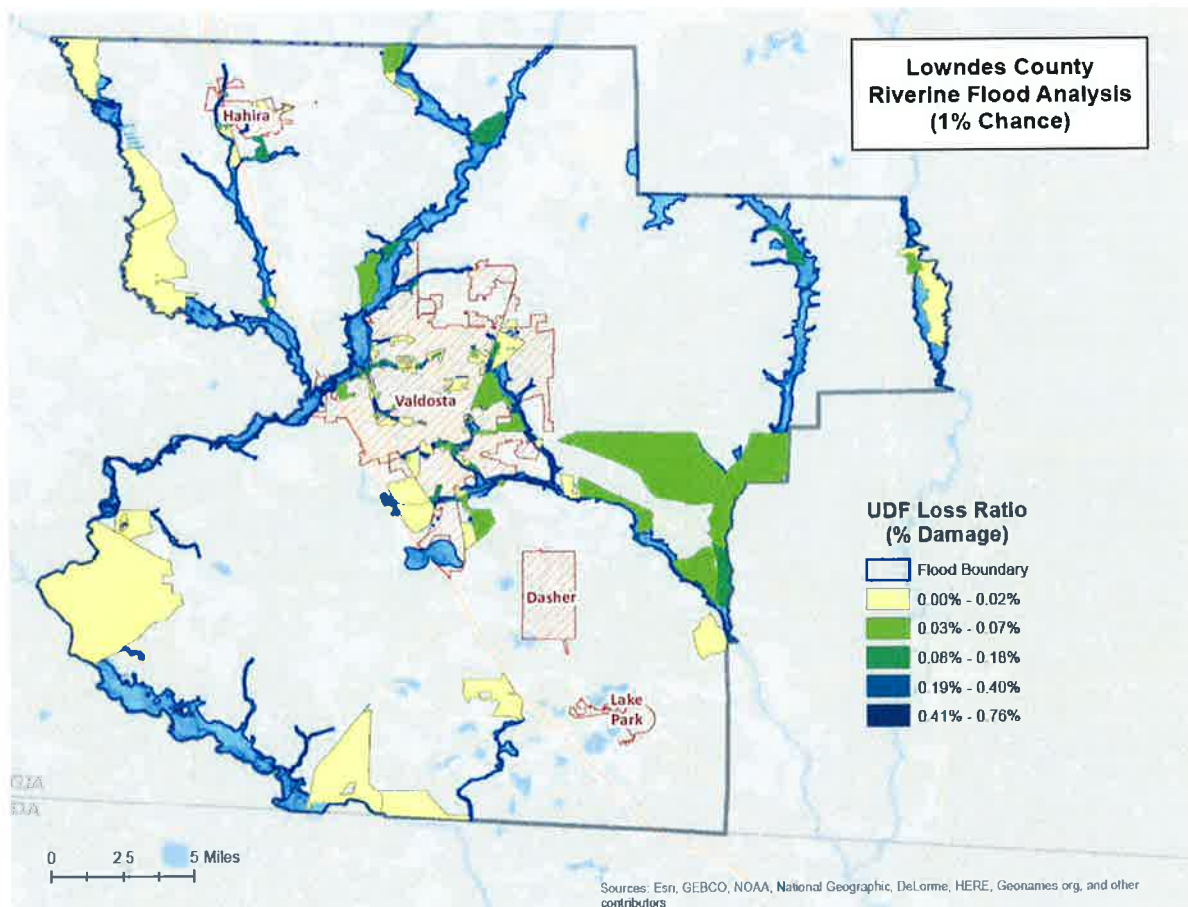 Lowndes County
Riverine Flood Analysis
(1% Chance)
Hahira
Valdosta
UDF Loss Ratio
(% Damage)
Flood Boundary
0.00% - 0.02%
0.03% - 0.07%
0.08% - 0.18%
0.19% - 0.40%
0.41% - 0.76%
Dasher
Lake
Park
GIA
DA
0 2.5 5 Miles
Sources: Esri, GEBCO, NOAA, National Geographic, DeLorme, HERE, Geonames.org, and other
contributors